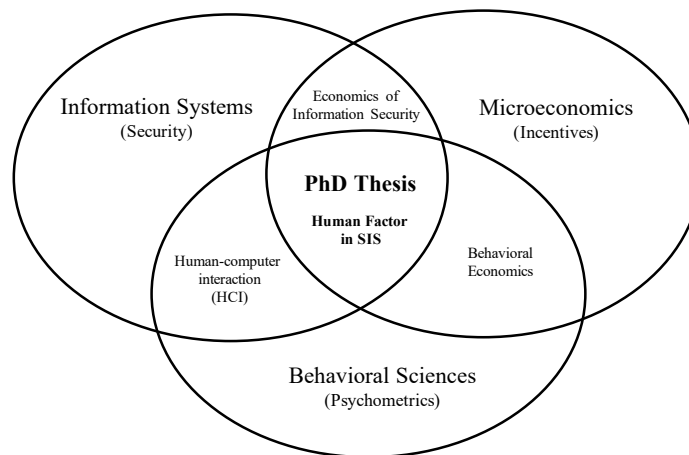 Information Systems
(Security)
Economics of
Information Security
Microeconomics
(Incentives)
PhD Thesis
Human Factor
in SIS
Human-computer
interaction
(HCI)
Behavioral
Economics
Behavioral Sciences
(Psychometrics)